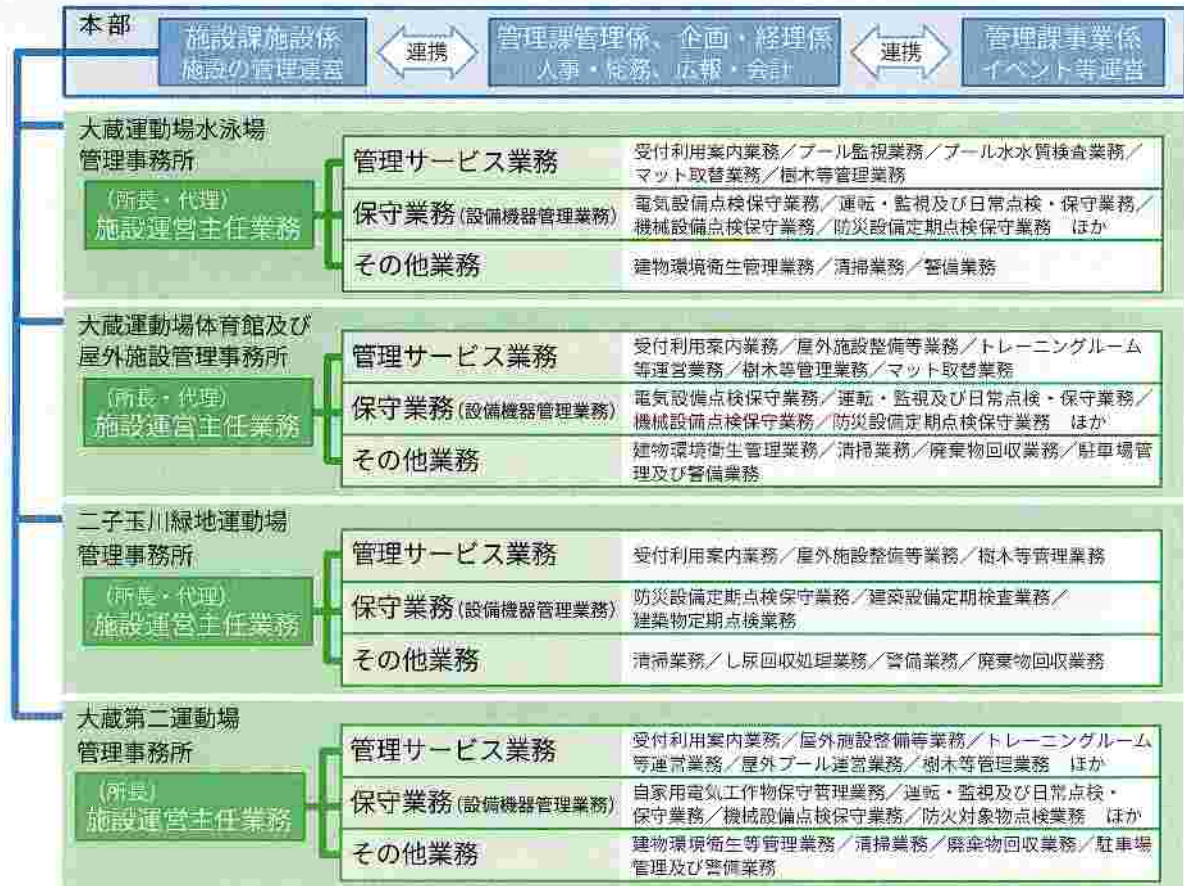 本部
施設課施設係
施設の管理運営
連携
管理課管理係、企画・経理係
人事・総務、広報・会計
連携
管理課事業係
イベント等運営
大蔵運動場水泳場
管理事務所
(所長・代理)
施設運営主任業務
管理サービス業務
受付利用案内業務／プール監視業務／プール水水質検査業務／
マット取替業務／樹木等管理業務
保守業務(設備機器管理業務)
電気設備点検保守業務／運転・監視及び日常点検・保守業務／
機械設備点検保守業務／防災設備定期点検保守業務 ほか
その他業務
建物環境衛生管理業務／清掃業務／警備業務
大蔵運動場体育館及び
屋外施設管理事務所
(所長・代理)
施設運営主任業務
管理サービス業務
受付利用案内業務／屋外施設整備等業務／トレーニングルーム
等運営業務／樹木等管理業務／マット取替業務
保守業務(設備機器管理業務)
電気設備点検保守業務／運転・監視及び日常点検・保守業務／
機械設備点検保守業務／防災設備定期点検保守業務 ほか
その他業務
建物環境衛生管理業務／清掃業務／廃棄物回収業務／駐車場管
理及び警備業務
二子玉川緑地運動場
管理事務所
(所長・代理)
施設運営主任業務
管理サービス業務
受付利用案内業務／屋外施設整備等業務／樹木等管理業務
保守業務(設備機器管理業務)
防災設備定期点検保守業務／建築設備定期検査業務／
建築物定期点検業務
その他業務
清掃業務／し尿回収処理業務／警備業務／廃棄物回収業務
大蔵第二運動場
管理事務所
(所長)
施設運営主任業務
管理サービス業務
受付利用案内業務／屋外施設整備等業務／トレーニングルーム
等運営業務／屋外プール運営業務／樹木等管理業務 ほか
保守業務(設備機器管理業務)
自家用電気工作物保守管理業務／運転・監視及び日常点検・
保守業務／機械設備点検保守業務／防火対象物点検業務 ほか
その他業務
建物環境衛生等管理業務／清掃業務／廃棄物回収業務／駐車場
管理及び警備業務